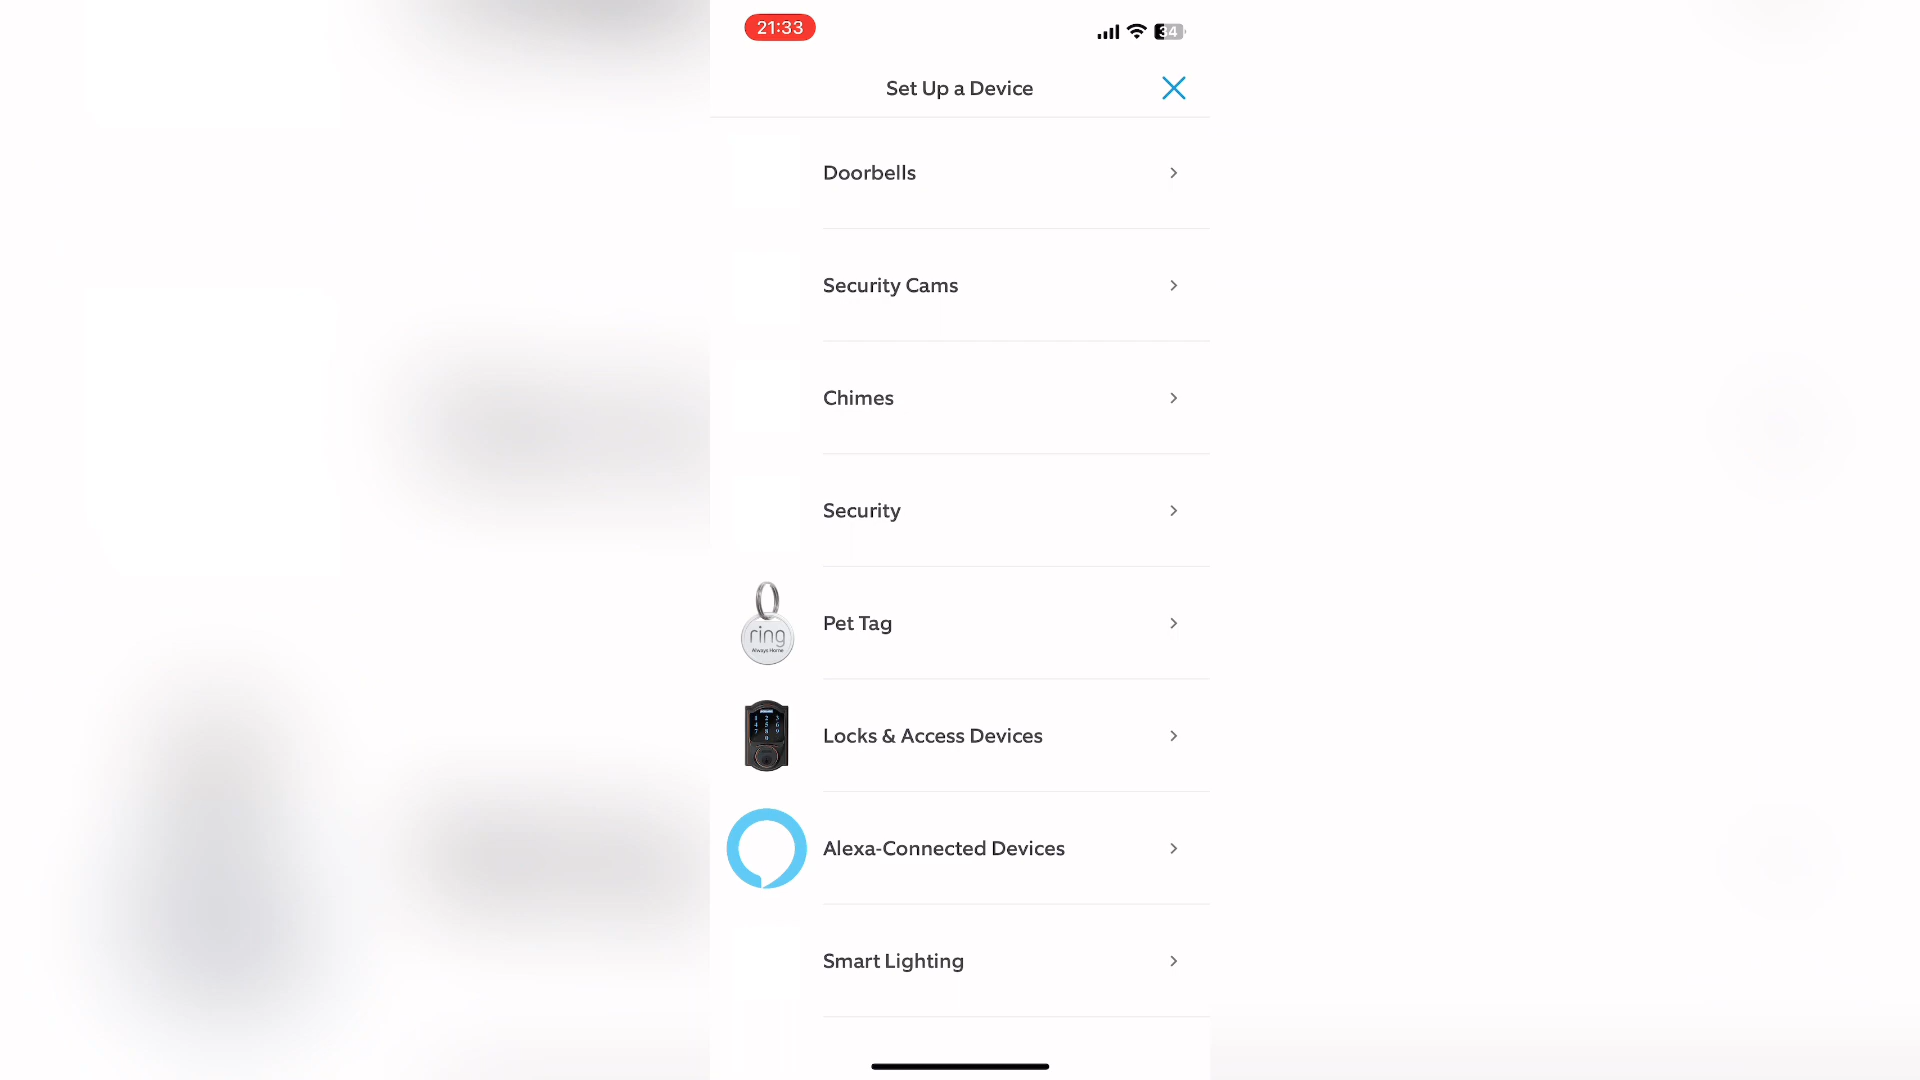 21:33
34
Set Up a Device
Doorbells
Security Cams
Chimes
Security
ring
Always Home
Pet Tag
Locks & Access Devices
Alexa-Connected Devices
Smart Lighting